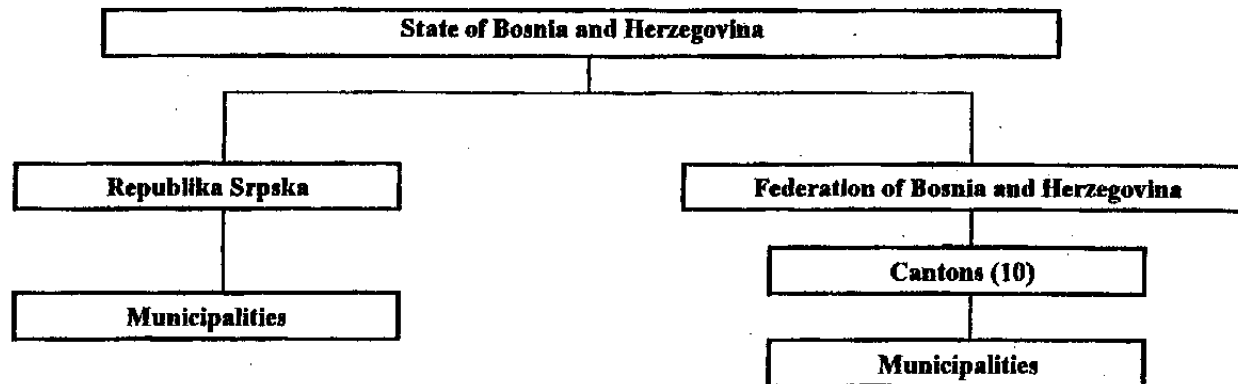 State of Bosnia and Herzegovina
Republika Srpska
Federation of Bosnia and Herzegovina
Cantons (10)
Municipalities
Municipalities